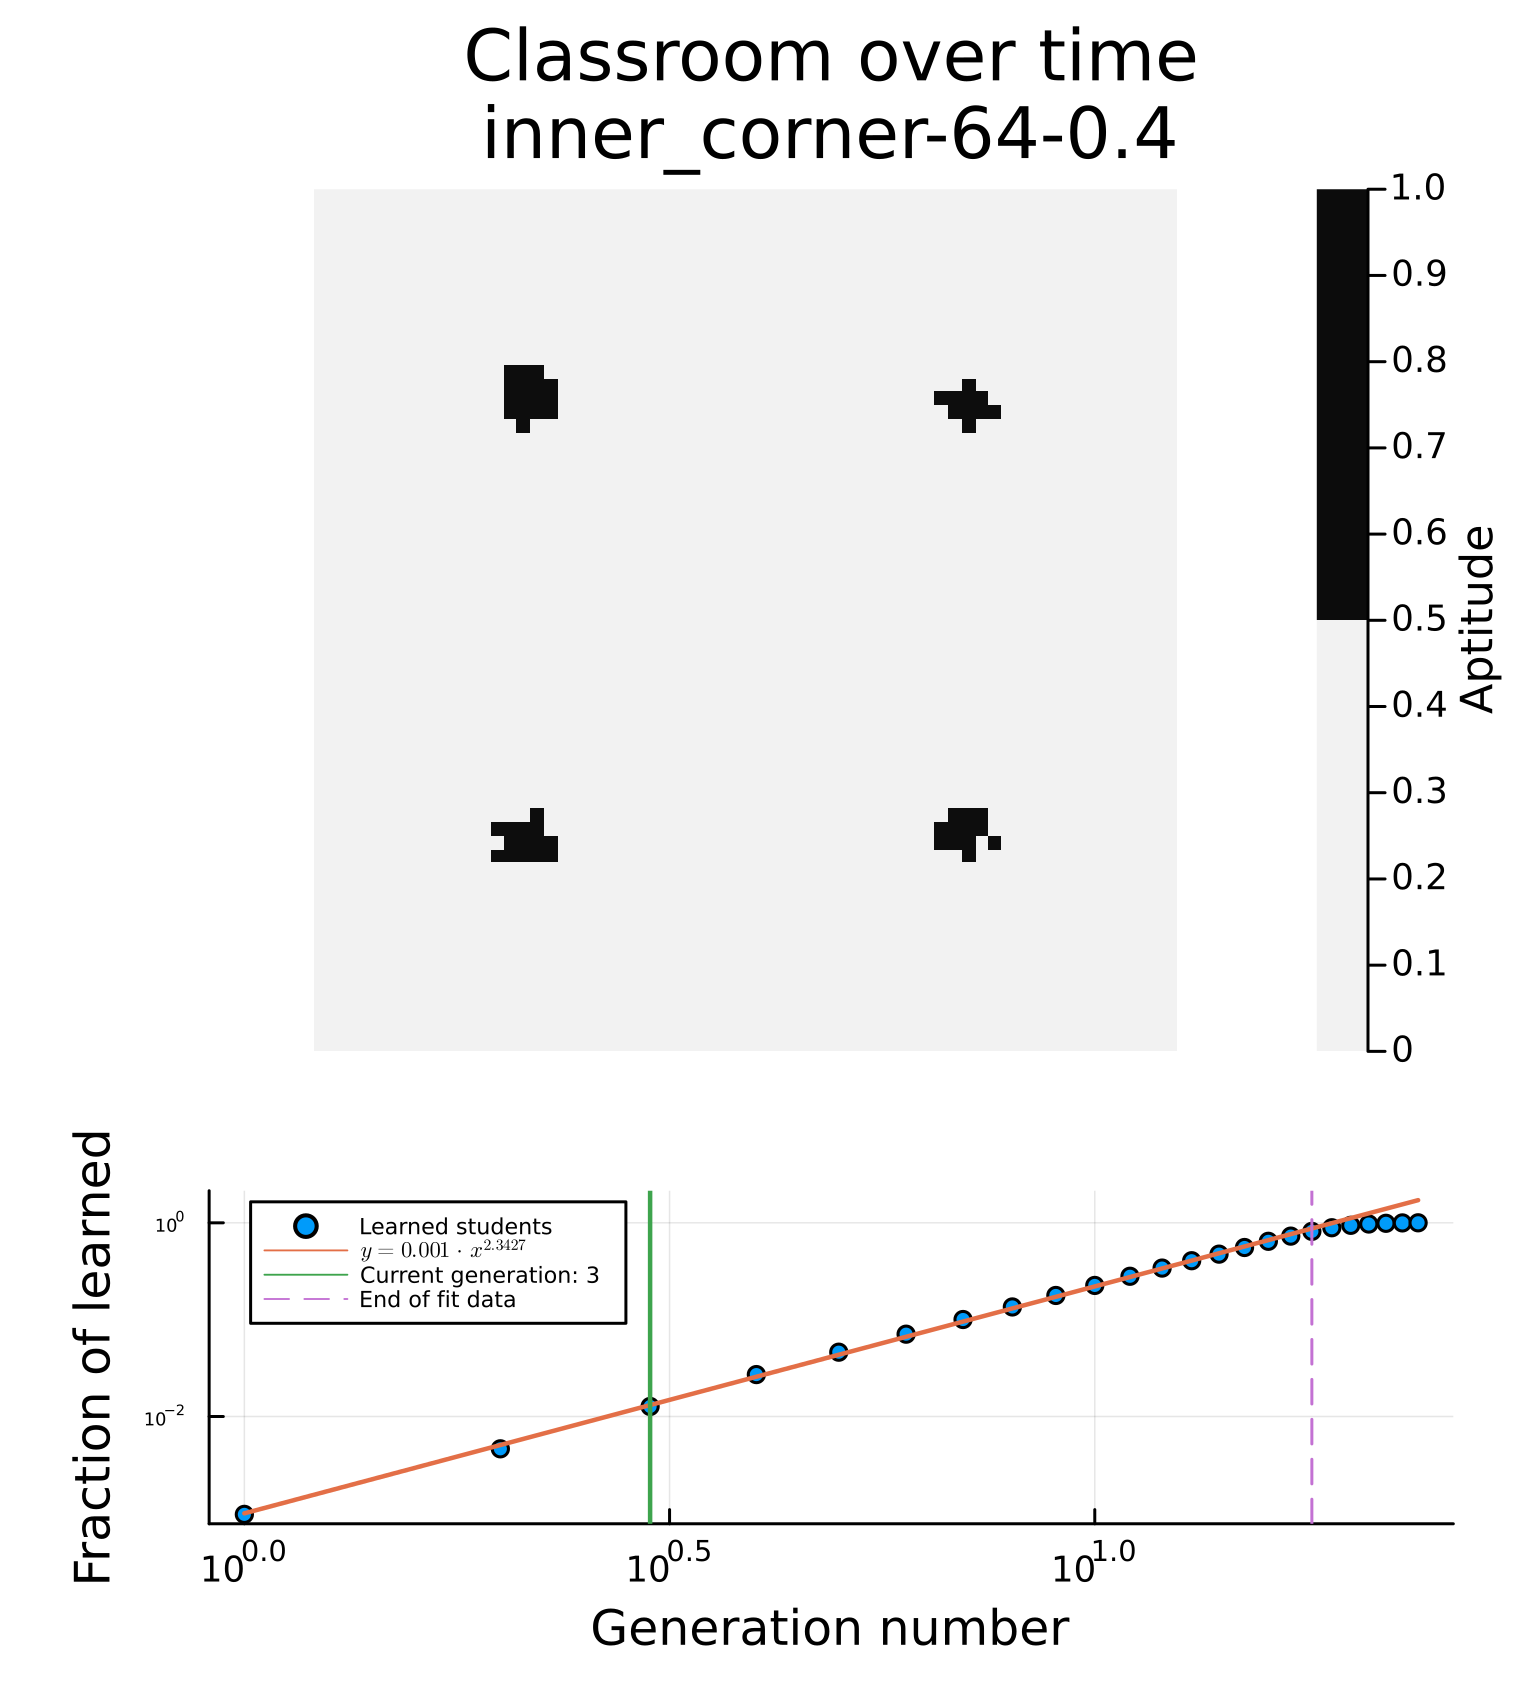 Classroom over time
inner_corner-64-0.4
1.0
0.9
0.8
0.7
0.6
0.5
0.4
0.3
0.2
0.1
0
Aptitude
Fraction of learned
10⁰
10⁻²
Learned students
y = 0.001 · x^2.3427
Current generation: 3
End of fit data
10^0.0
10^0.5
10^1.0
Generation number